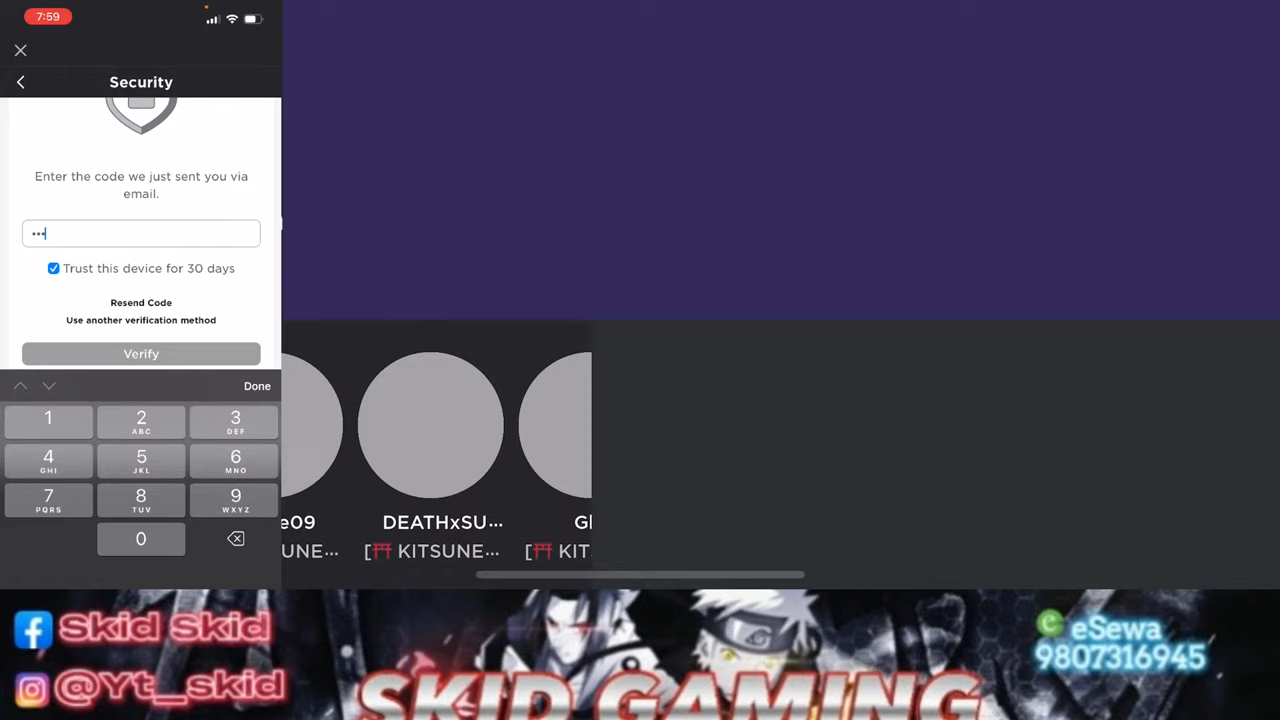 7:59
Security
Enter the code we just sent you via
email.
•••
Trust this device for 30 days
Resend Code
Use another verification method
Verify
Done
1
2
ABC
3
DEF
4
GHI
5
JKL
6
MNO
7
PQRS
8
TUV
9
WXYZ
0
e09
DEATHxSU...
Gl
SUNE...
[⛩ KITSUNE...
[⛩ KIT
Skid Skid
@Yt_skid
SKID GAMING
e
eSewa
9807316945